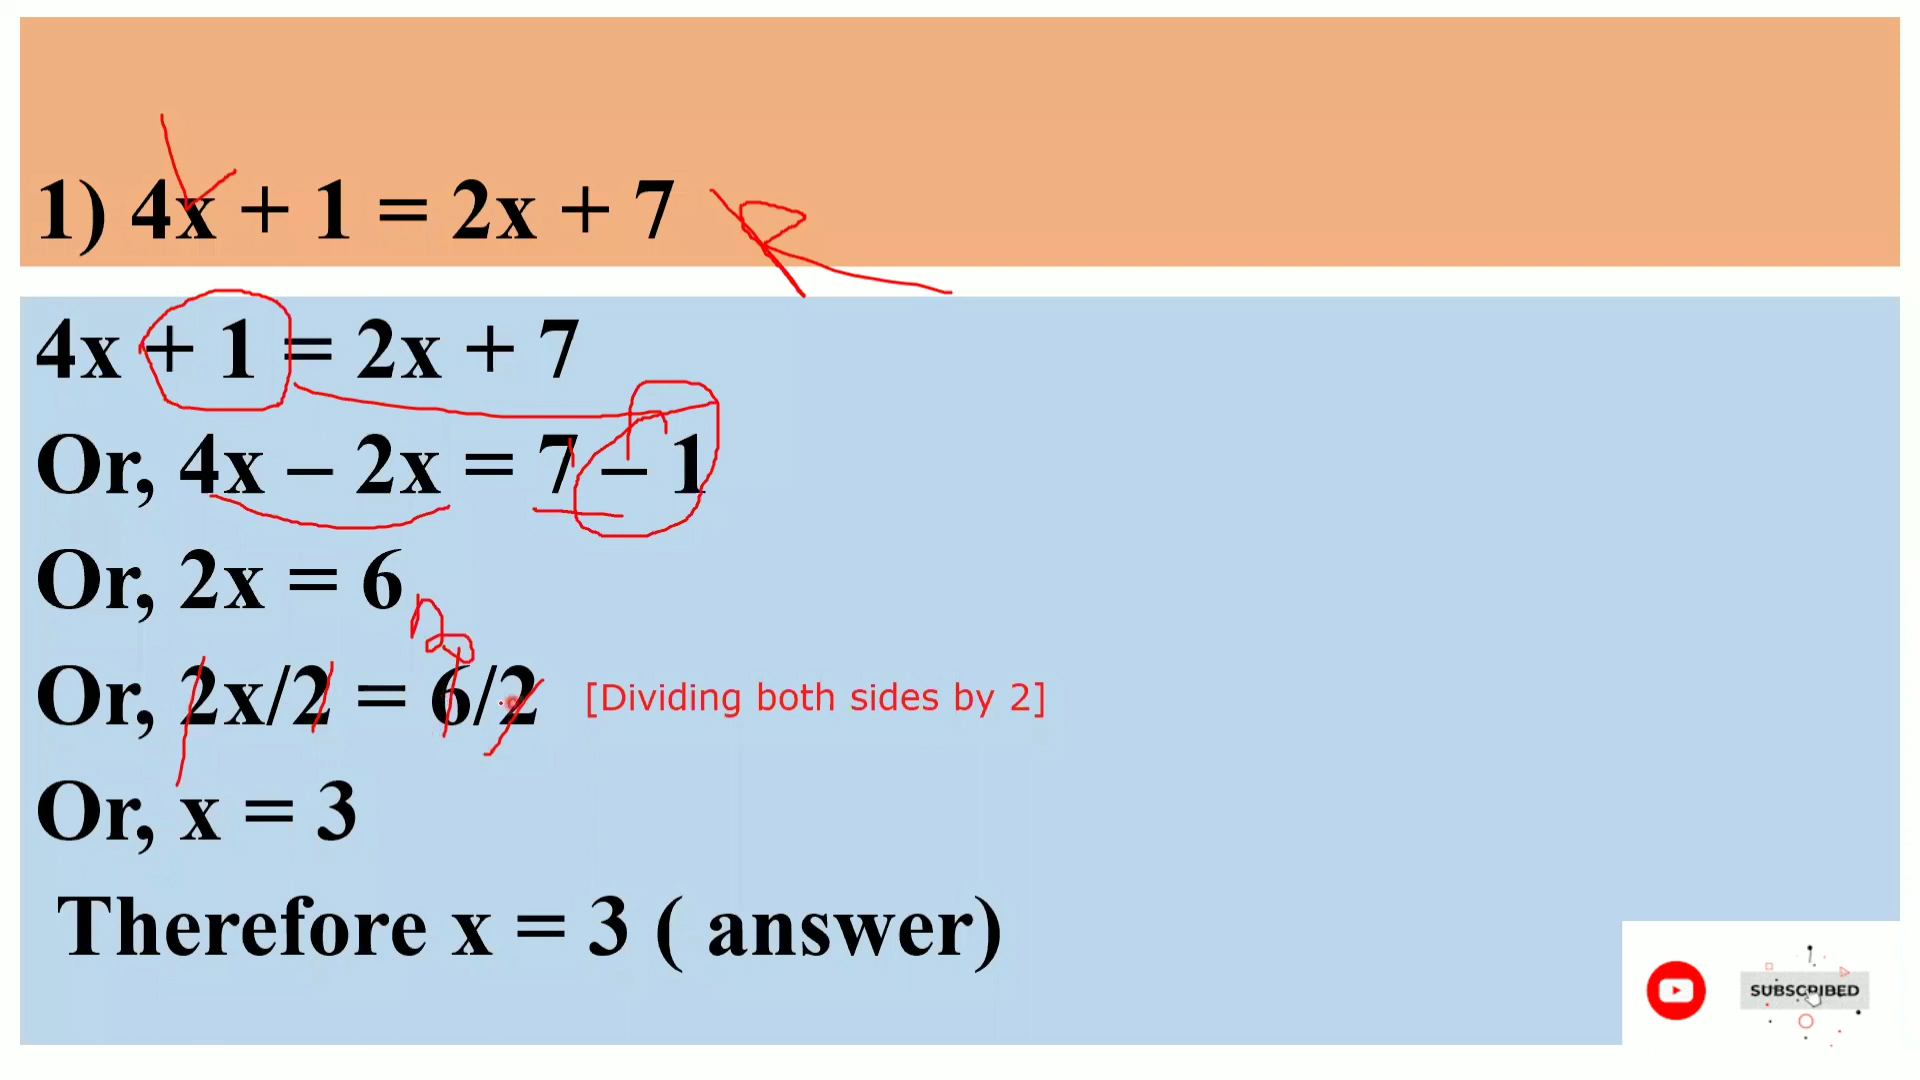 1) 4x + 1 = 2x + 7
4x + 1 = 2x + 7
Or, 4x – 2x = 7 – 1
Or, 2x = 6
Or, 2x/2 = 6/2 [Dividing both sides by 2]
Or, x = 3
Therefore x = 3 ( answer)
SUBSCRIBED